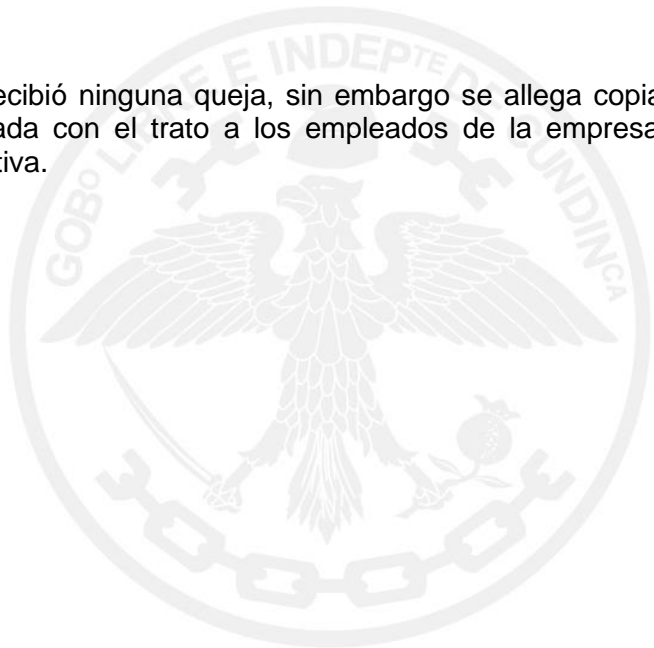 GOBº LIBRE E INDEPTE DE CUNDINCA
ecibió ninguna queja, sin embargo se allega copia
ada con el trato a los empleados de la empresa
tiva.